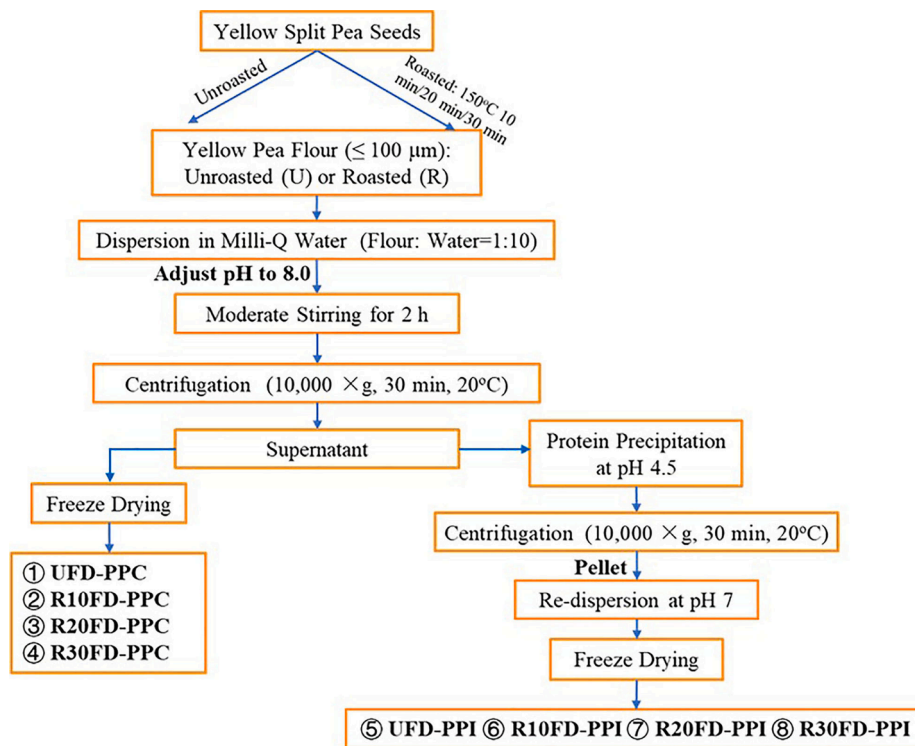 Yellow Split Pea Seeds
Unroasted
Roasted: 150°C 10
min/20 min/30 min
Yellow Pea Flour (≤ 100 μm):
Unroasted (U) or Roasted (R)
Dispersion in Milli-Q Water (Flour: Water=1:10)
Adjust pH to 8.0
Moderate Stirring for 2 h
Centrifugation (10,000 ×g, 30 min, 20°C)
Supernatant
Freeze Drying
① UFD-PPC
② R10FD-PPC
③ R20FD-PPC
④ R30FD-PPC
Protein Precipitation
at pH 4.5
Centrifugation (10,000 ×g, 30 min, 20°C)
Pellet
Re-dispersion at pH 7
Freeze Drying
⑤ UFD-PPI ⑥ R10FD-PPI ⑦ R20FD-PPI ⑧ R30FD-PPI